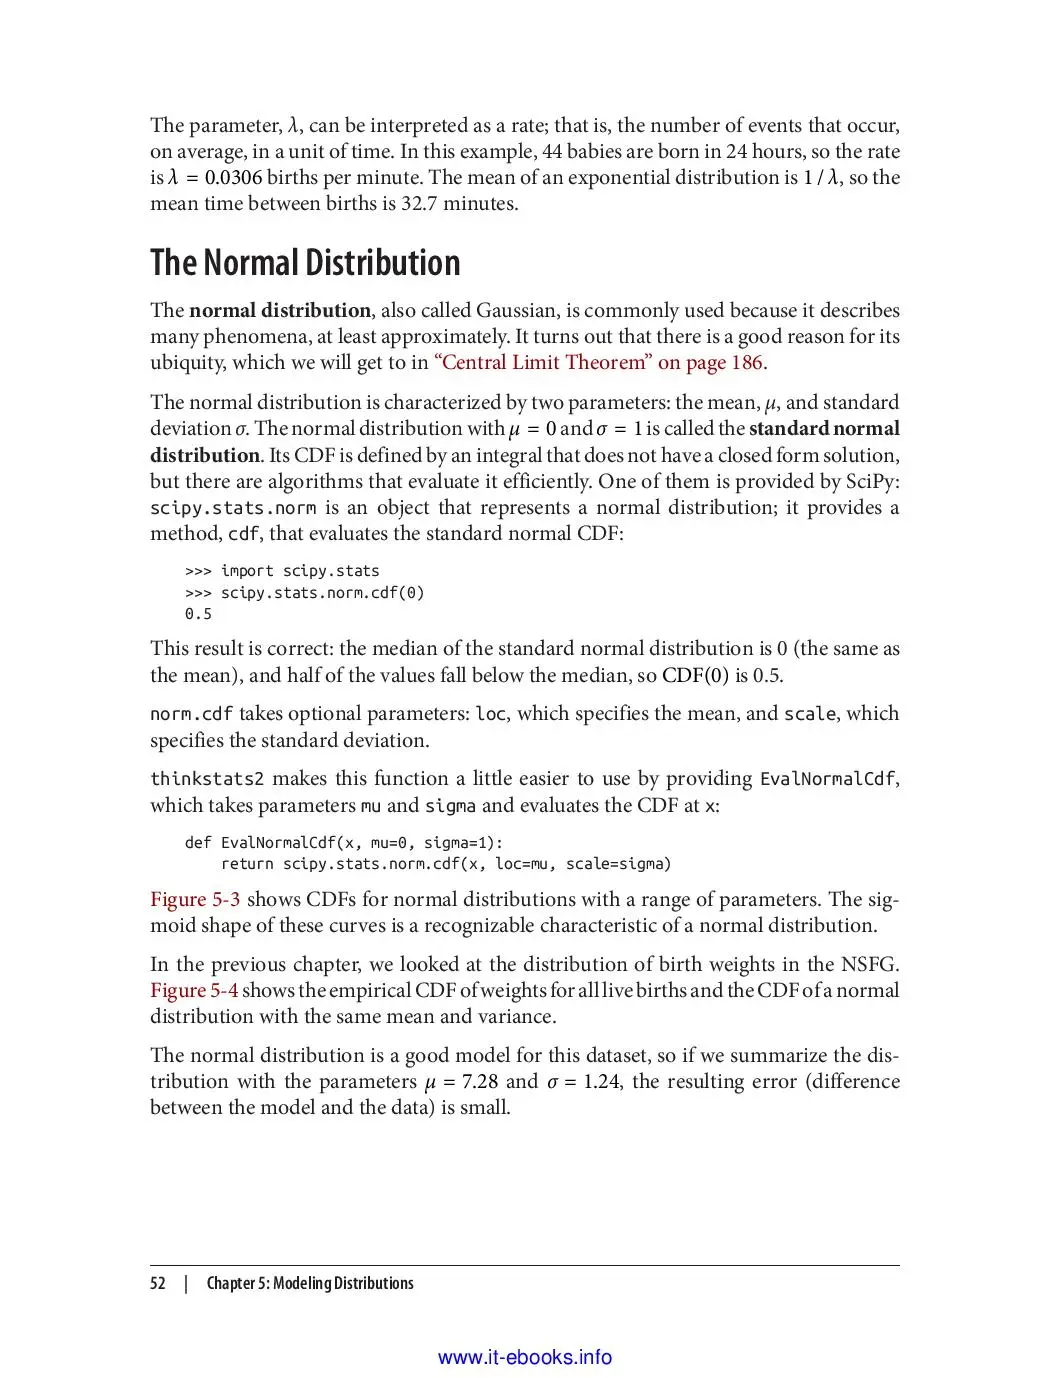 The parameter, λ, can be interpreted as a rate; that is, the number of events that occur,
on average, in a unit of time. In this example, 44 babies are born in 24 hours, so the rate
is λ = 0.0306 births per minute. The mean of an exponential distribution is 1 / λ, so the
mean time between births is 32.7 minutes.
The Normal Distribution
The normal distribution, also called Gaussian, is commonly used because it describes
many phenomena, at least approximately. It turns out that there is a good reason for its
ubiquity, which we will get to in “Central Limit Theorem” on page 186.
The normal distribution is characterized by two parameters: the mean, μ, and standard
deviation σ. The normal distribution with μ = 0 and σ = 1 is called the standard normal
distribution. Its CDF is defined by an integral that does not have a closed form solution,
but there are algorithms that evaluate it efficiently. One of them is provided by SciPy:
scipy.stats.norm is an object that represents a normal distribution; it provides a
method, cdf, that evaluates the standard normal CDF:
>>> import scipy.stats
>>> scipy.stats.norm.cdf(0)
0.5
This result is correct: the median of the standard normal distribution is 0 (the same as
the mean), and half of the values fall below the median, so CDF(0) is 0.5.
norm.cdf takes optional parameters: loc, which specifies the mean, and scale, which
specifies the standard deviation.
thinkstats2 makes this function a little easier to use by providing EvalNormalCdf,
which takes parameters mu and sigma and evaluates the CDF at x:
def EvalNormalCdf(x, mu=0, sigma=1):
    return scipy.stats.norm.cdf(x, loc=mu, scale=sigma)
Figure 5-3 shows CDFs for normal distributions with a range of parameters. The sig-
moid shape of these curves is a recognizable characteristic of a normal distribution.
In the previous chapter, we looked at the distribution of birth weights in the NSFG.
Figure 5-4 shows the empirical CDF of weights for all live births and the CDF of a normal
distribution with the same mean and variance.
The normal distribution is a good model for this dataset, so if we summarize the dis-
tribution with the parameters μ = 7.28 and σ = 1.24, the resulting error (difference
between the model and the data) is small.
52 | Chapter 5: Modeling Distributions
www.it-ebooks.info